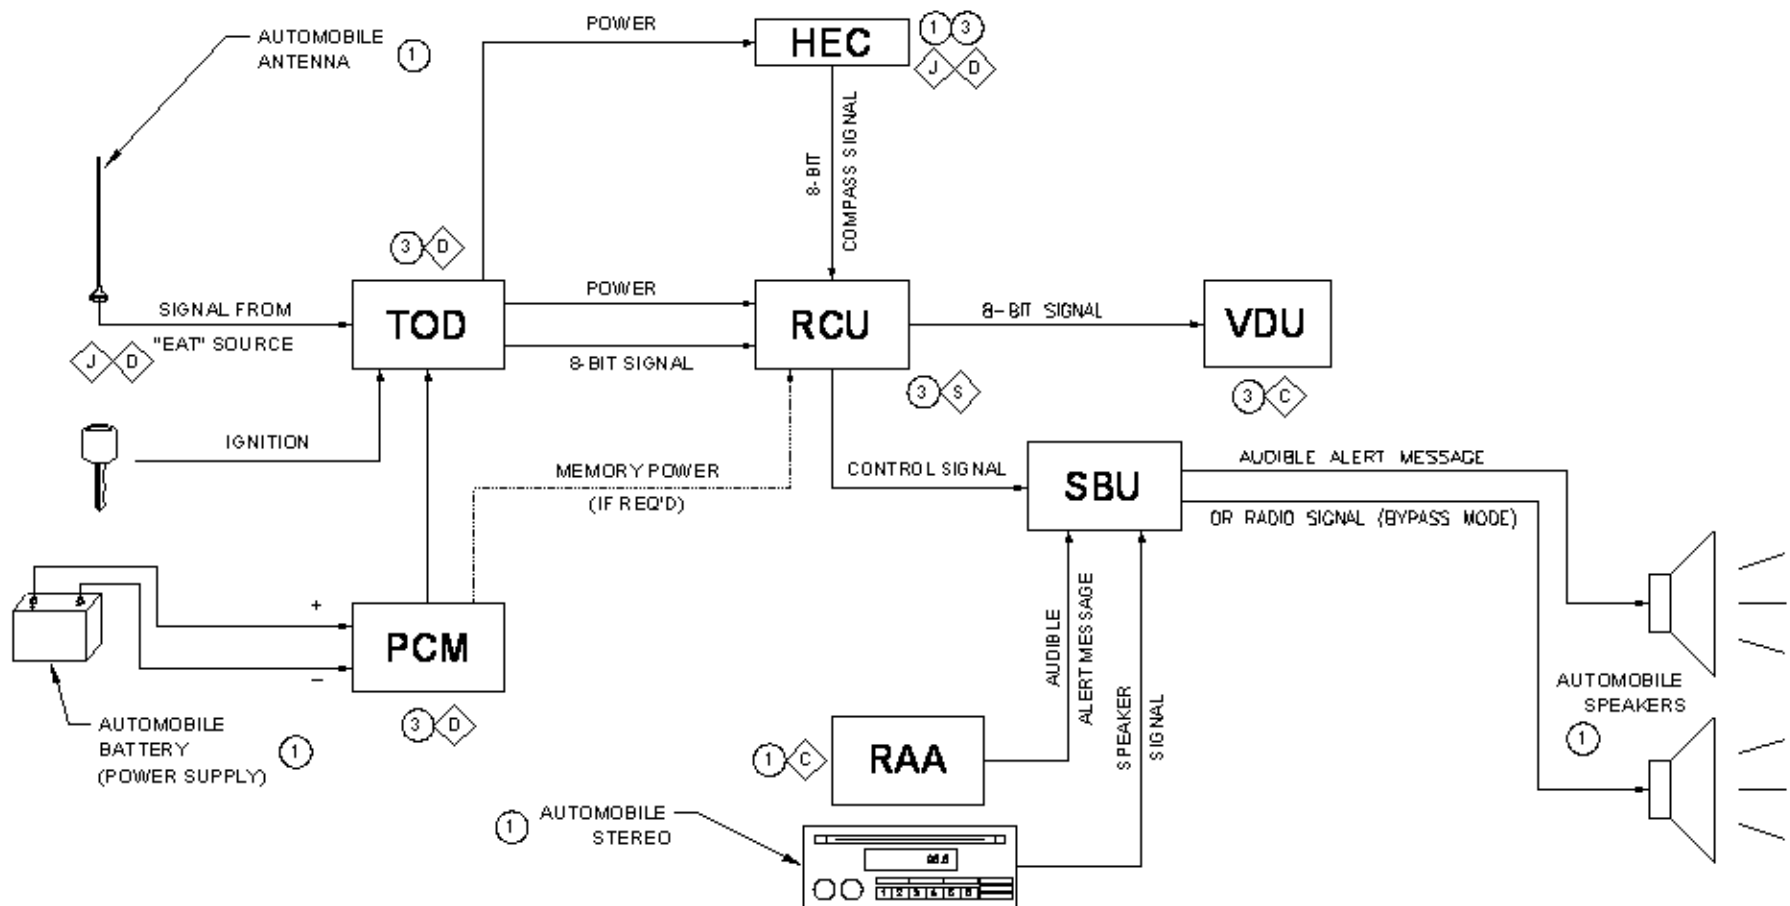 POWER
HEC
1 3
J D
AUTOMOBILE
ANTENNA
1
8-BIT
COMPASS SIGNAL
3 D
TOD
POWER
8-BIT SIGNAL
RCU
3 S
8-BIT SIGNAL
VDU
3 C
SIGNAL FROM
"EAT" SOURCE
J D
IGNITION
MEMORY POWER
(IF REQ'D)
CONTROL SIGNAL
SBU
AUDIBLE ALERT MESSAGE
OR RADIO SIGNAL (BYPASS MODE)
+
−
PCM
3 D
AUTOMOBILE
BATTERY
(POWER SUPPLY)
1
AUDIBLE
ALERT MESSAGE
SPEAKER
SIGNAL
1 C
RAA
AUTOMOBILE
SPEAKERS
1
1
AUTOMOBILE
STEREO
1 2 3 4 5 6